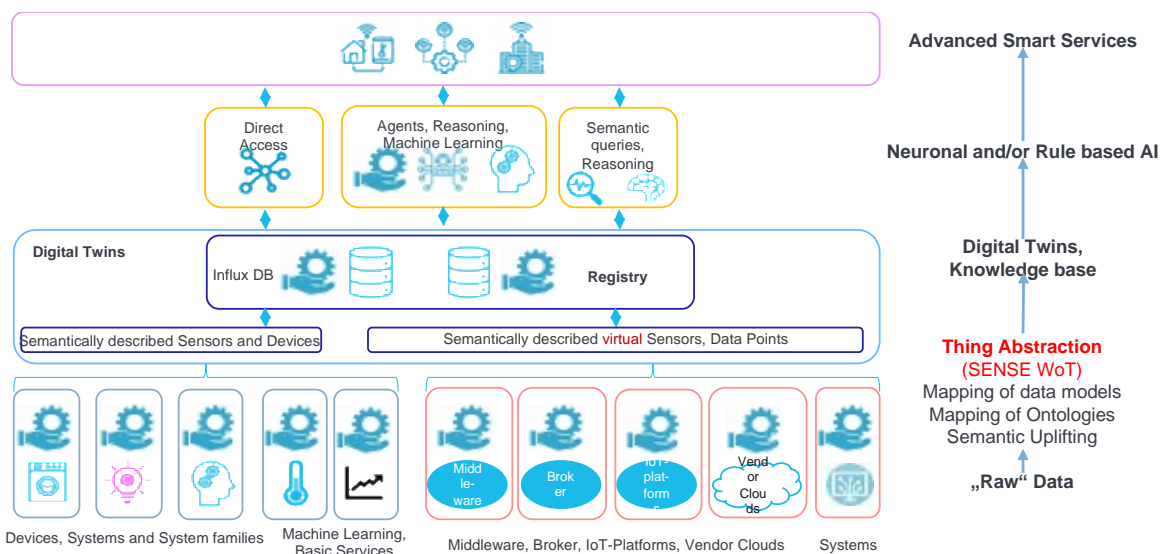 Advanced Smart Services
Direct
Access
Agents, Reasoning,
Machine Learning
Semantic
queries,
Reasoning
Neuronal and/or Rule based AI
Digital Twins
Influx DB
Registry
Digital Twins,
Knowledge base
Semantically described Sensors and Devices
Semantically described virtual Sensors, Data Points
Thing Abstraction
(SENSE WoT)
Mapping of data models
Mapping of Ontologies
Semantic Uplifting
„Raw“ Data
Midd
le-
ware
Brok
er
IoT-
plat-
form
s
Vend
or
Clou
ds
Devices, Systems and System families
Machine Learning,
Basic Services
Middleware, Broker, IoT-Platforms, Vendor Clouds
Systems